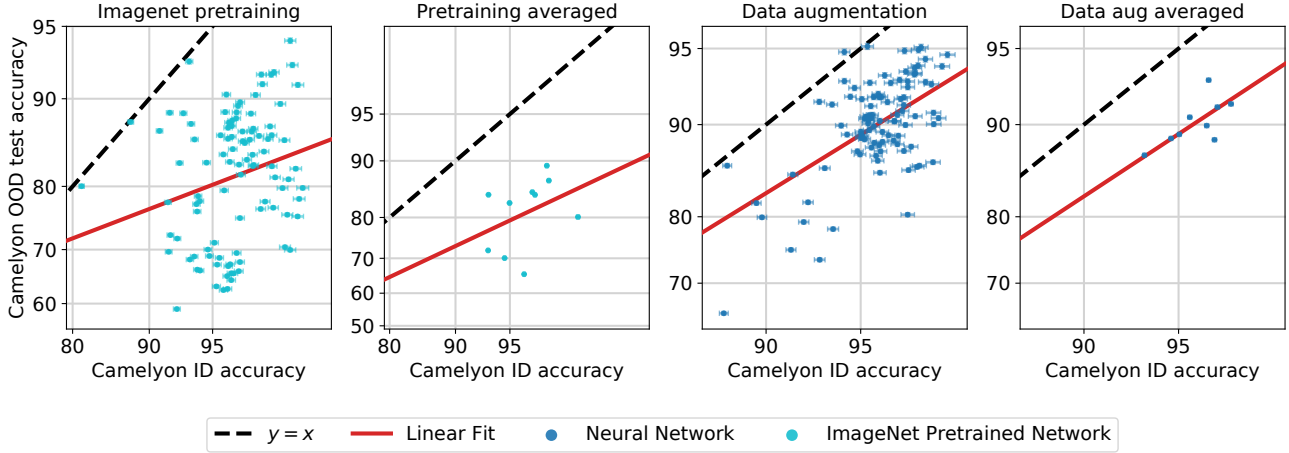 Imagenet pretraining
Pretraining averaged
Data augmentation
Data aug averaged
Camelyon OOD test accuracy
95
90
80
70
60
80
90
95
Camelyon ID accuracy
95
90
80
70
60
50
80
90
95
Camelyon ID accuracy
95
90
80
70
90
95
Camelyon ID accuracy
95
90
80
70
90
95
Camelyon ID accuracy
y = x
Linear Fit
Neural Network
ImageNet Pretrained Network